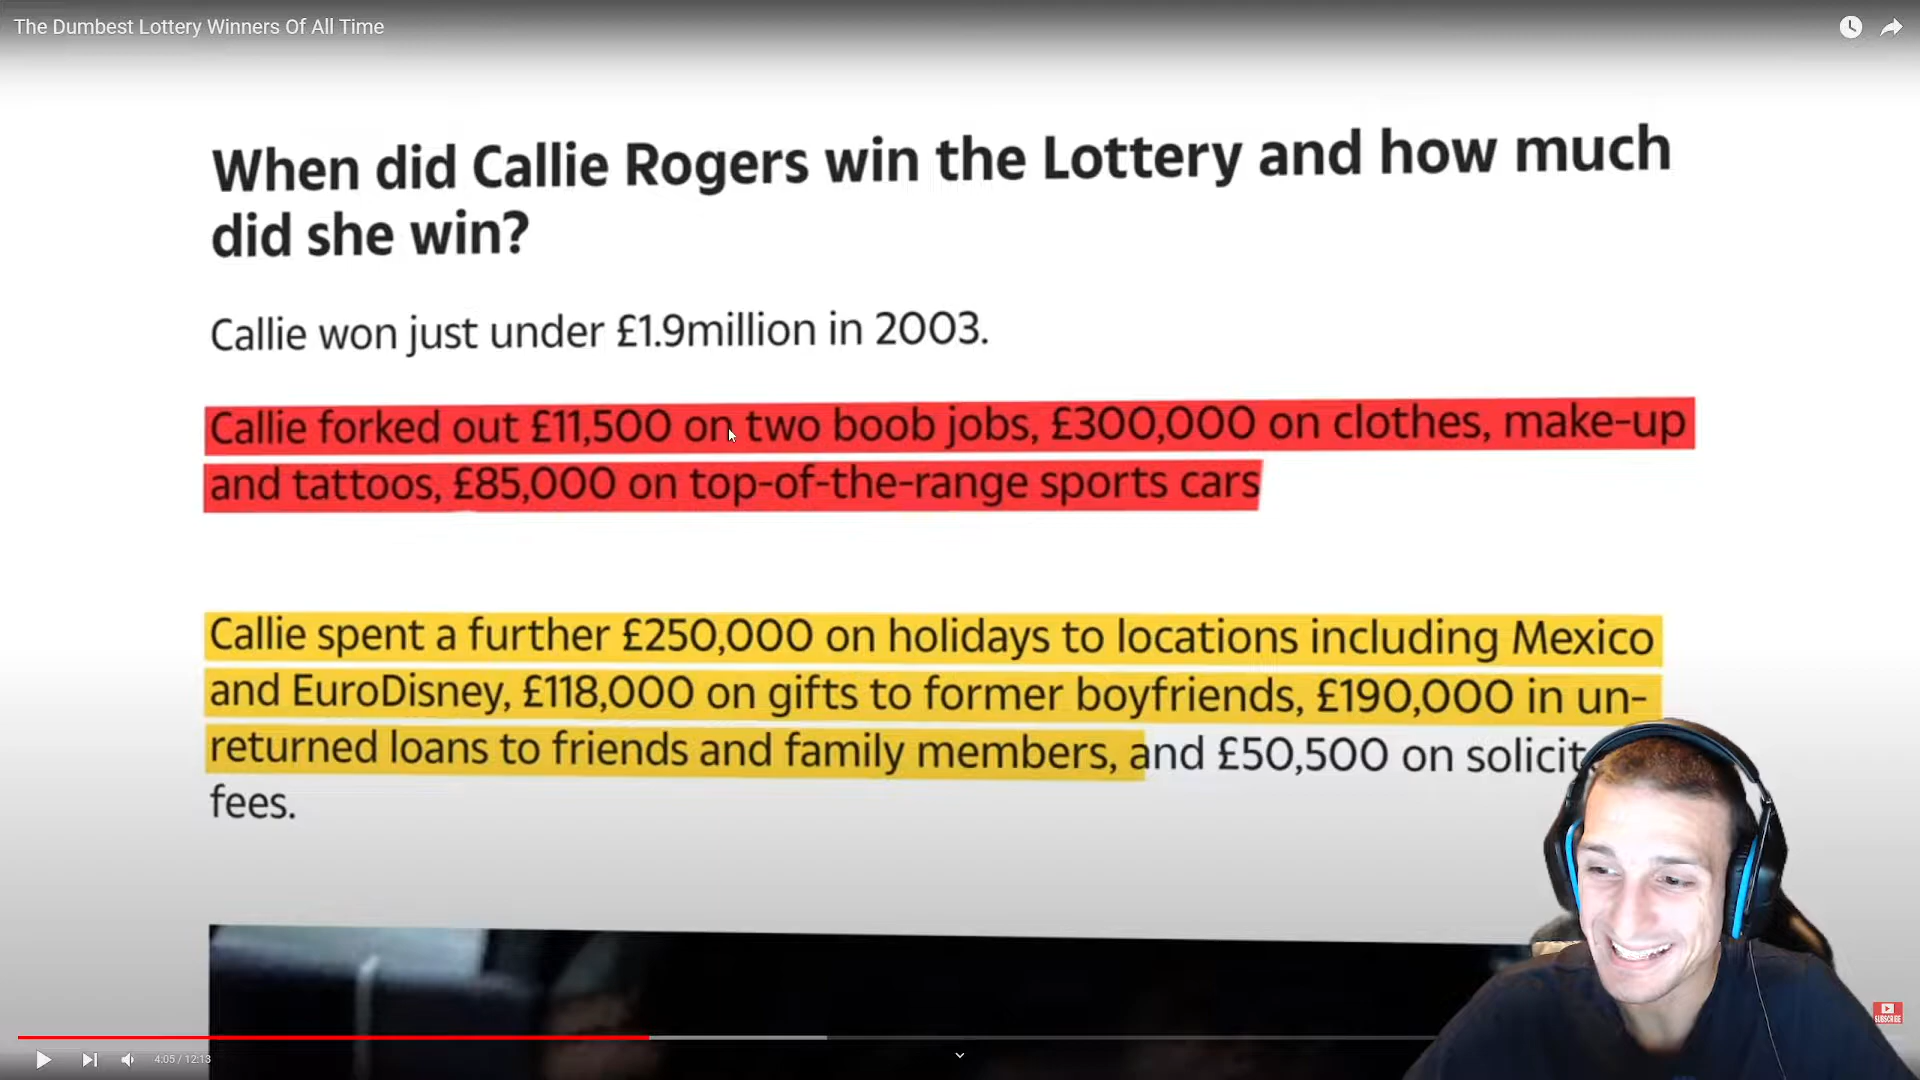 The Dumbest Lottery Winners Of All Time
When did Callie Rogers win the Lottery and how much
did she win?
Callie won just under £1.9million in 2003.
Callie forked out £11,500 on two boob jobs, £300,000 on clothes, make-up
and tattoos, £85,000 on top-of-the-range sports cars
Callie spent a further £250,000 on holidays to locations including Mexico
and EuroDisney, £118,000 on gifts to former boyfriends, £190,000 in un-
returned loans to friends and family members, and £50,500 on solicit
fees.
SUBSCRIBE
4:05 / 12:13